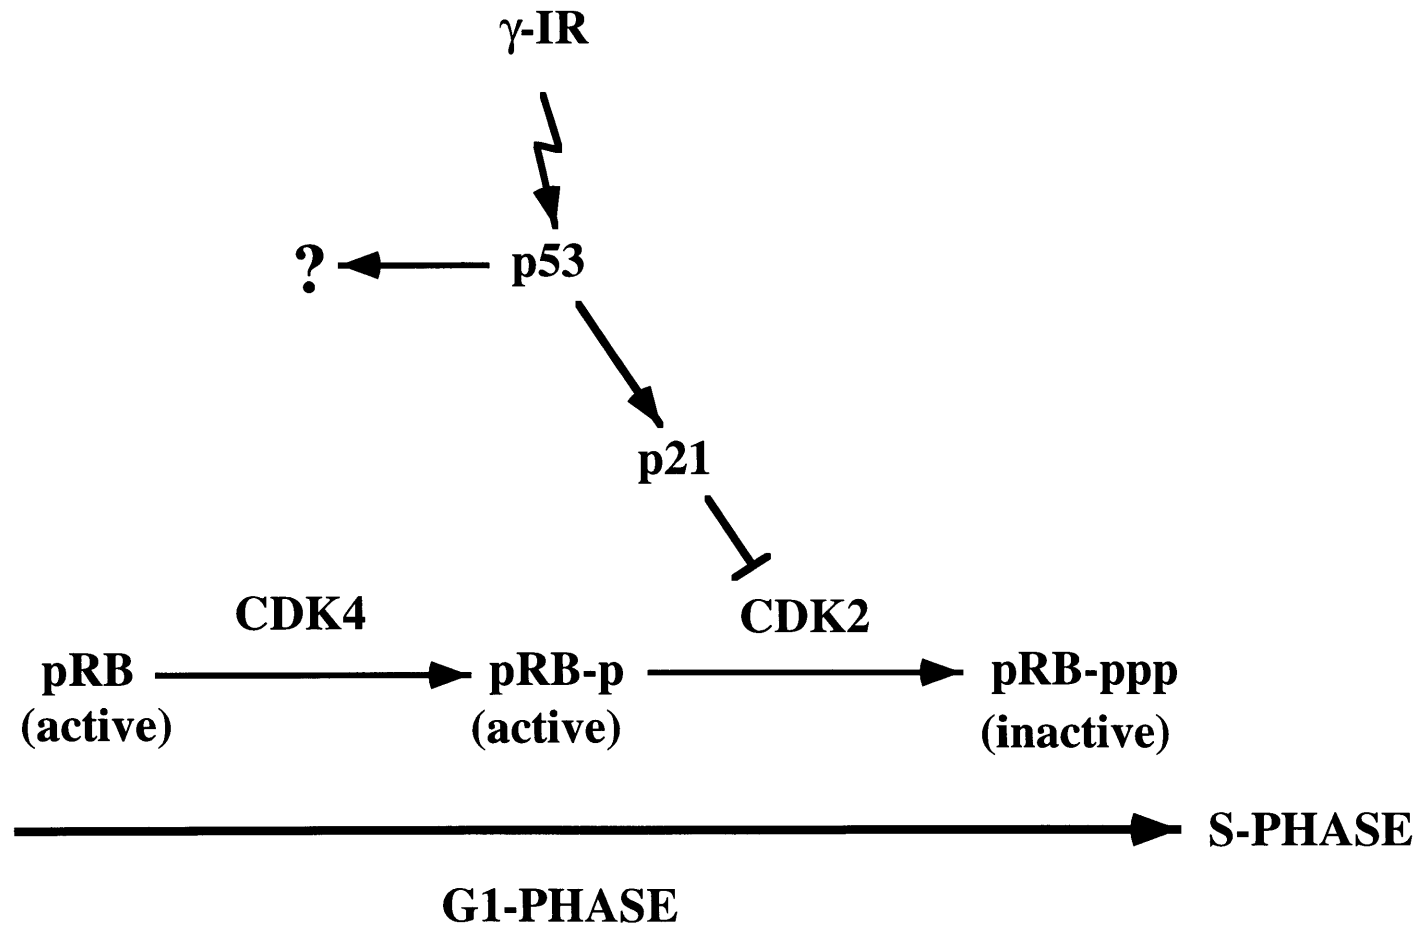 γ-IR
? p53
p21
CDK4 CDK2
pRB pRB-p pRB-ppp
(active) (active) (inactive)
S-PHASE
G1-PHASE